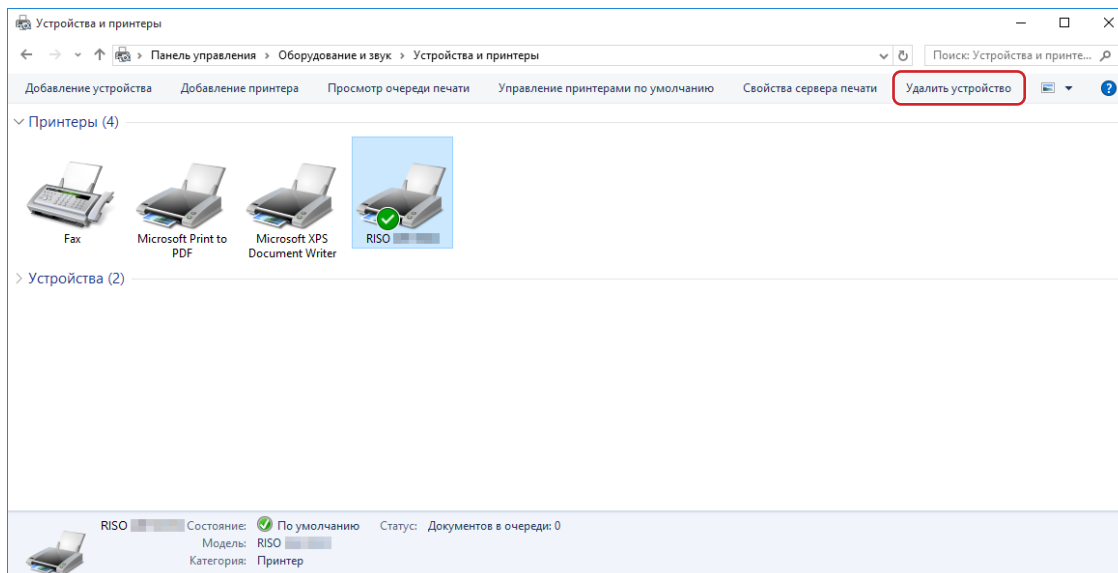 Устройства и принтеры
Панель управления > Оборудование и звук > Устройства и принтеры
Поиск: Устройства и принте...
Добавление устройства Добавление принтера Просмотр очереди печати Управление принтерами по умолчанию Свойства сервера печати Удалить устройство
Принтеры (4)
Fax
Microsoft Print to
PDF
Microsoft XPS
Document Writer
RISO
Устройства (2)
RISO Состояние: По умолчанию Статус: Документов в очереди: 0
Модель: RISO
Категория: Принтер